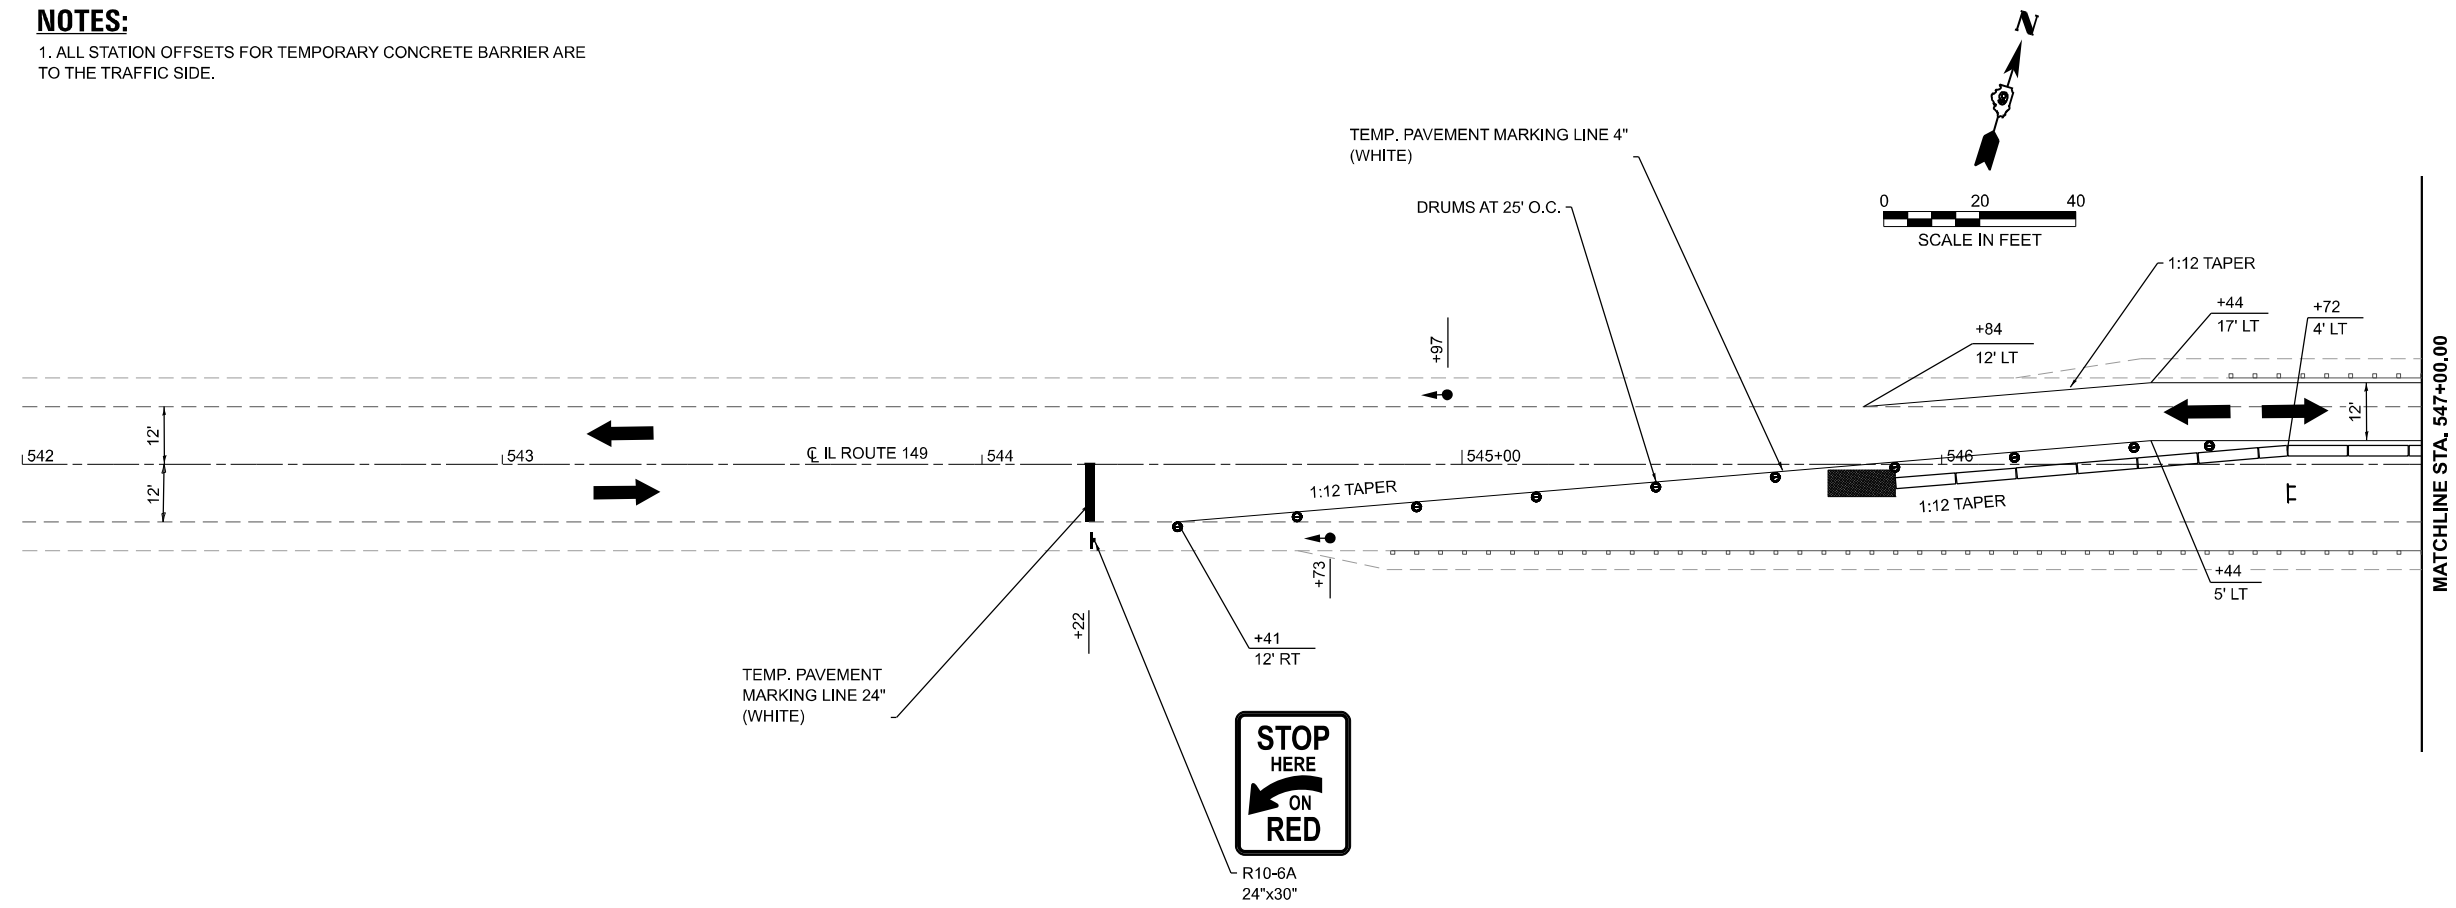 NOTES:
1. ALL STATION OFFSETS FOR TEMPORARY CONCRETE BARRIER ARE
TO THE TRAFFIC SIDE.
N
TEMP. PAVEMENT MARKING LINE 4"
(WHITE)
DRUMS AT 25' O.C.
0 20 40
SCALE IN FEET
1:12 TAPER
+44
17' LT
+72
4' LT
+84
12' LT
+97
12'
12'
12'
542
543
℄ IL ROUTE 149
544
545+00
546
1:12 TAPER
1:12 TAPER
MATCHLINE STA. 547+00.00
+73
+44
5' LT
+22
+41
12' RT
TEMP. PAVEMENT
MARKING LINE 24"
(WHITE)
STOP
HERE
ON
RED
R10-6A
24"x30"